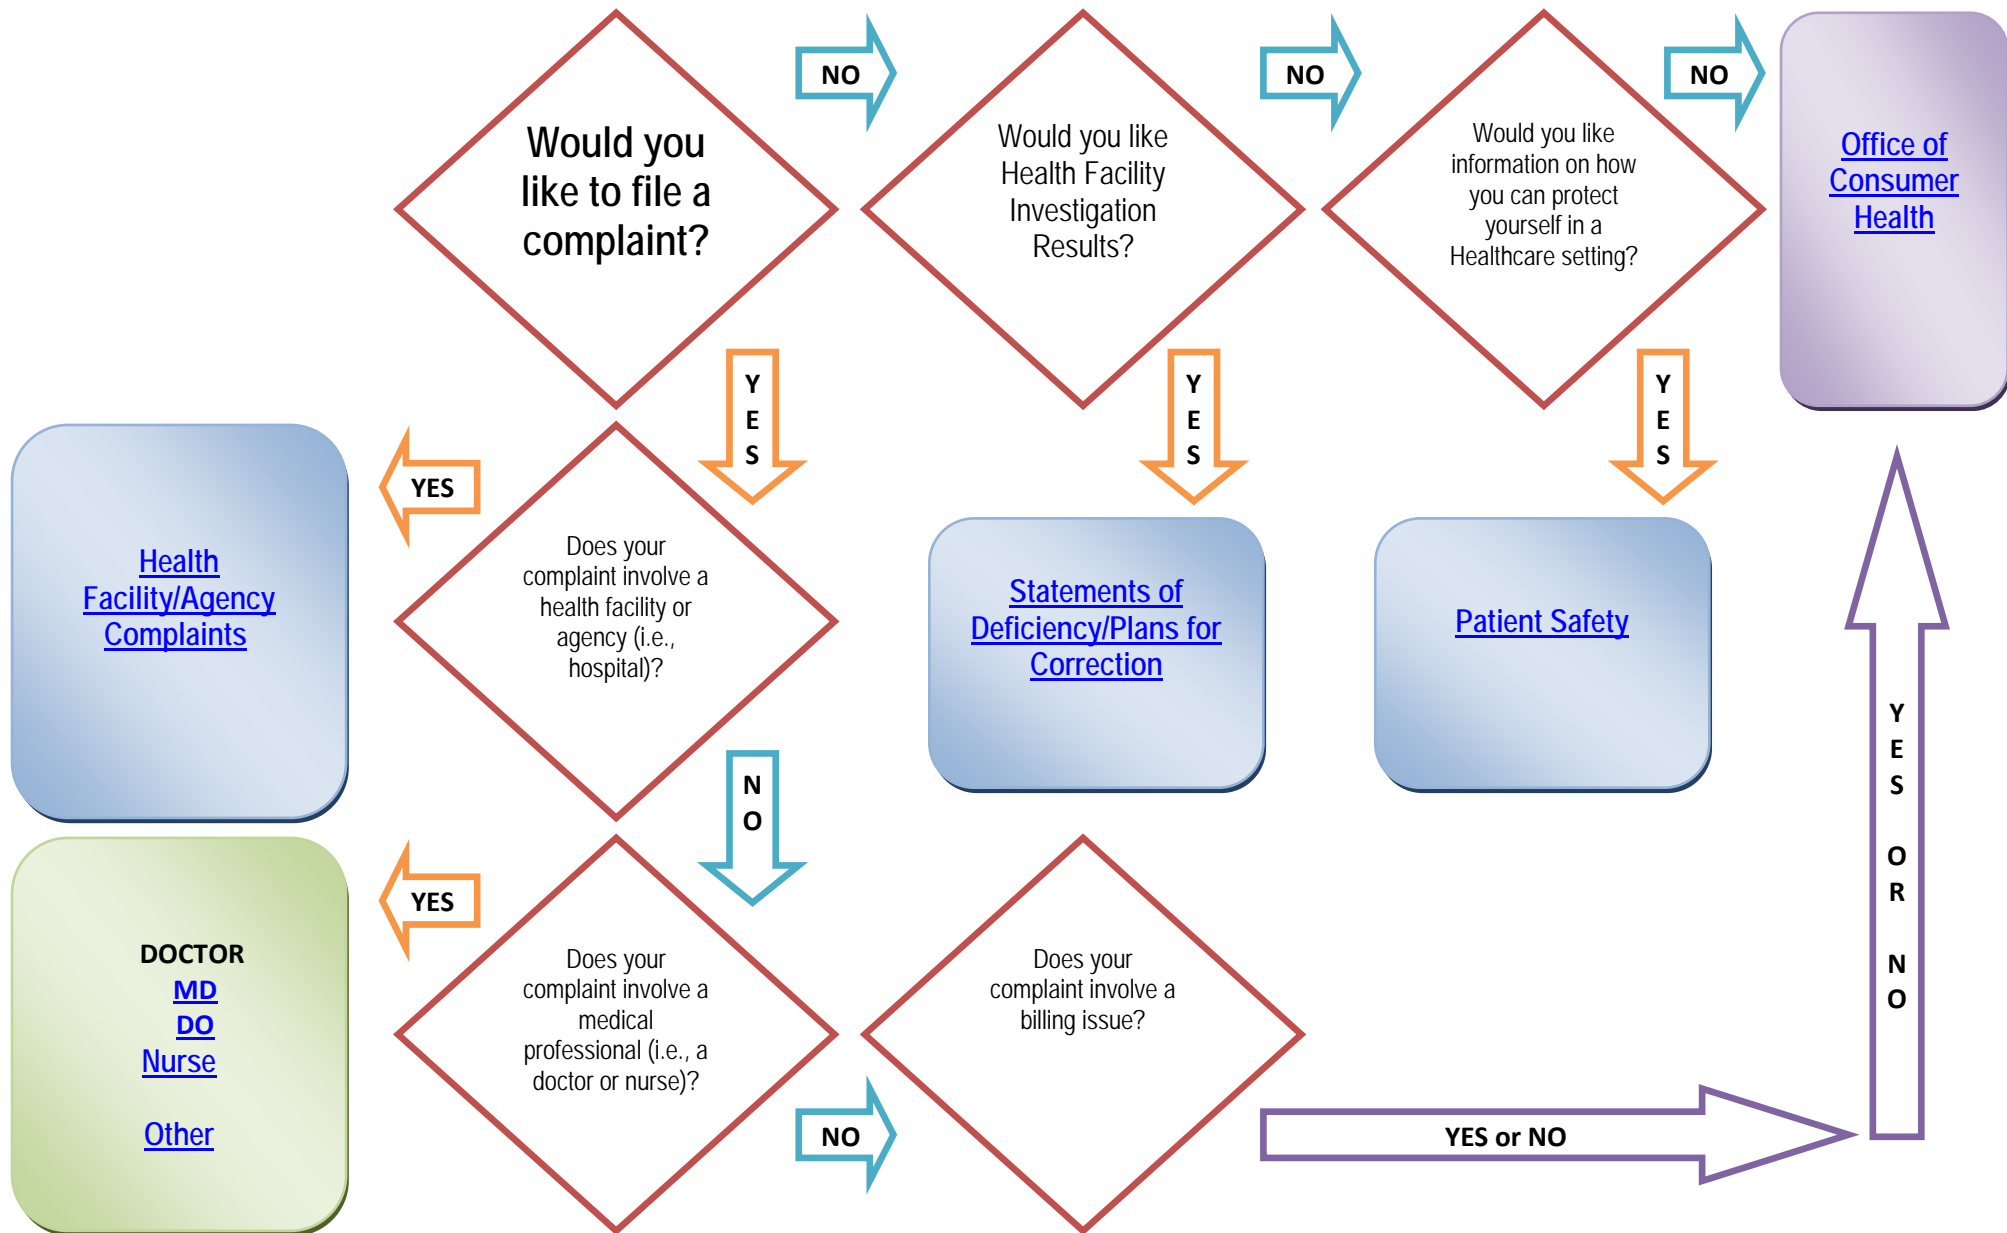 Would you
like to file a
complaint?
NO
Would you like
Health Facility
Investigation
Results?
NO
Would you like
information on how
you can protect
yourself in a
Healthcare setting?
NO
Office of
Consumer
Health
Y
E
S
Y
E
S
Y
E
S
Health
Facility/Agency
Complaints
YES
Does your
complaint involve a
health facility or
agency (i.e.,
hospital)?
Statements of
Deficiency/Plans for
Correction
Patient Safety
N
O
DOCTOR
MD
DO
Nurse
Other
YES
Does your
complaint involve a
medical
professional (i.e., a
doctor or nurse)?
NO
Does your
complaint involve a
billing issue?
YES or NO
Y
E
S
O
R
N
O